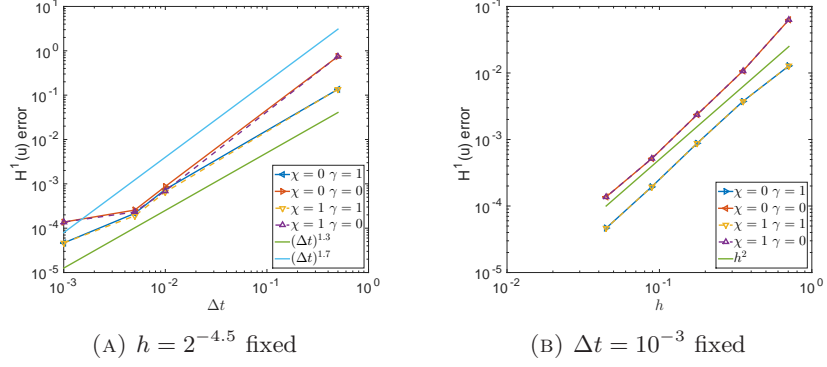 10^1
10^0
10^-1
10^-2
10^-3
10^-4
10^-5
H^1(u) error
χ = 0 γ = 1
χ = 0 γ = 0
χ = 1 γ = 1
χ = 1 γ = 0
(Δt)^1.3
(Δt)^1.7
10^-3 10^-2 10^-1 10^0
Δt
(A) h = 2^-4.5 fixed
10^-1
10^-2
10^-3
10^-4
10^-5
H^1(u) error
χ = 0 γ = 1
χ = 0 γ = 0
χ = 1 γ = 1
χ = 1 γ = 0
h^2
10^-2 10^-1 10^0
h
(B) Δt = 10^-3 fixed